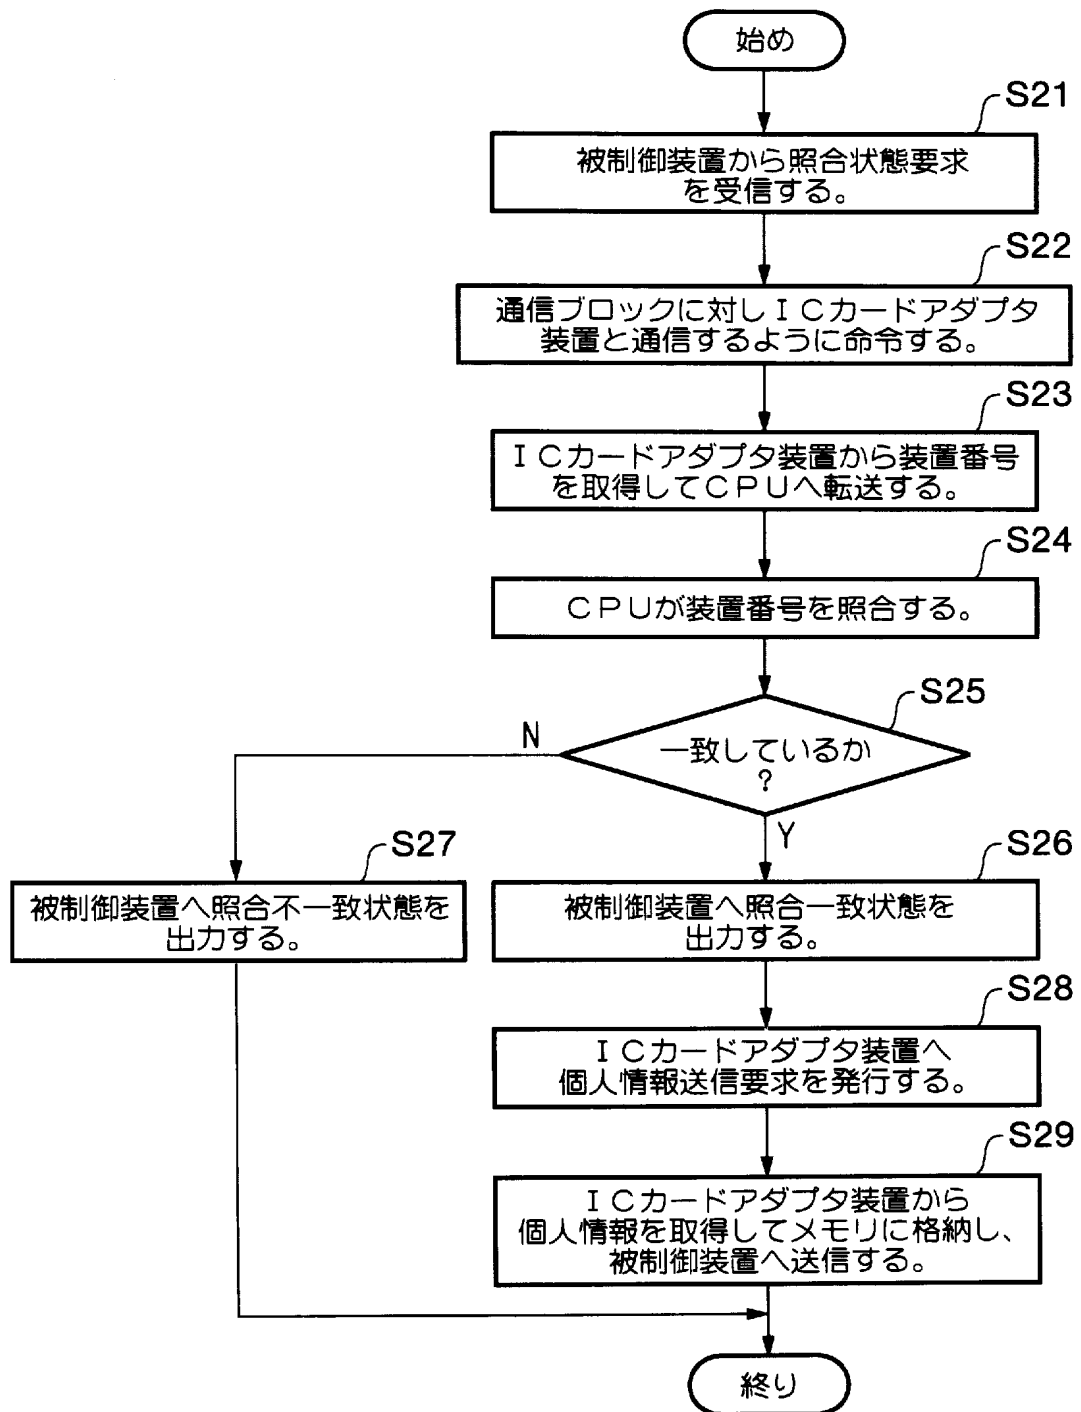 始め
S21
被制御装置から照合状態要求
を受信する。
S22
通信ブロックに対しＩＣカードアダプタ
装置と通信するように命令する。
S23
ＩＣカードアダプタ装置から装置番号
を取得してＣＰＵへ転送する。
S24
ＣＰＵが装置番号を照合する。
S25
一致しているか
?
N
Y
S27
被制御装置へ照合不一致状態を
出力する。
S26
被制御装置へ照合一致状態を
出力する。
S28
ＩＣカードアダプタ装置へ
個人情報送信要求を発行する。
S29
ＩＣカードアダプタ装置から
個人情報を取得してメモリに格納し、
被制御装置へ送信する。
終り